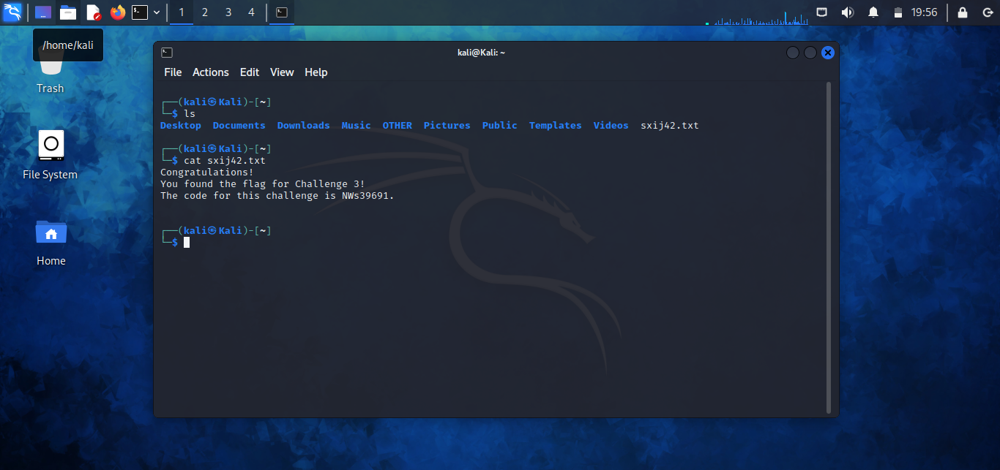 1 2 3 4 19:56
/home/kali
Trash
File System
Home
kali@Kali: ~
File Actions Edit View Help
┌──(kali㉿Kali)-[~]
└─$ ls
Desktop Documents Downloads Music OTHER Pictures Public Templates Videos sxij42.txt
┌──(kali㉿Kali)-[~]
└─$ cat sxij42.txt
Congratulations!
You found the flag for Challenge 3!
The code for this challenge is NWs39691.
┌──(kali㉿Kali)-[~]
└─$